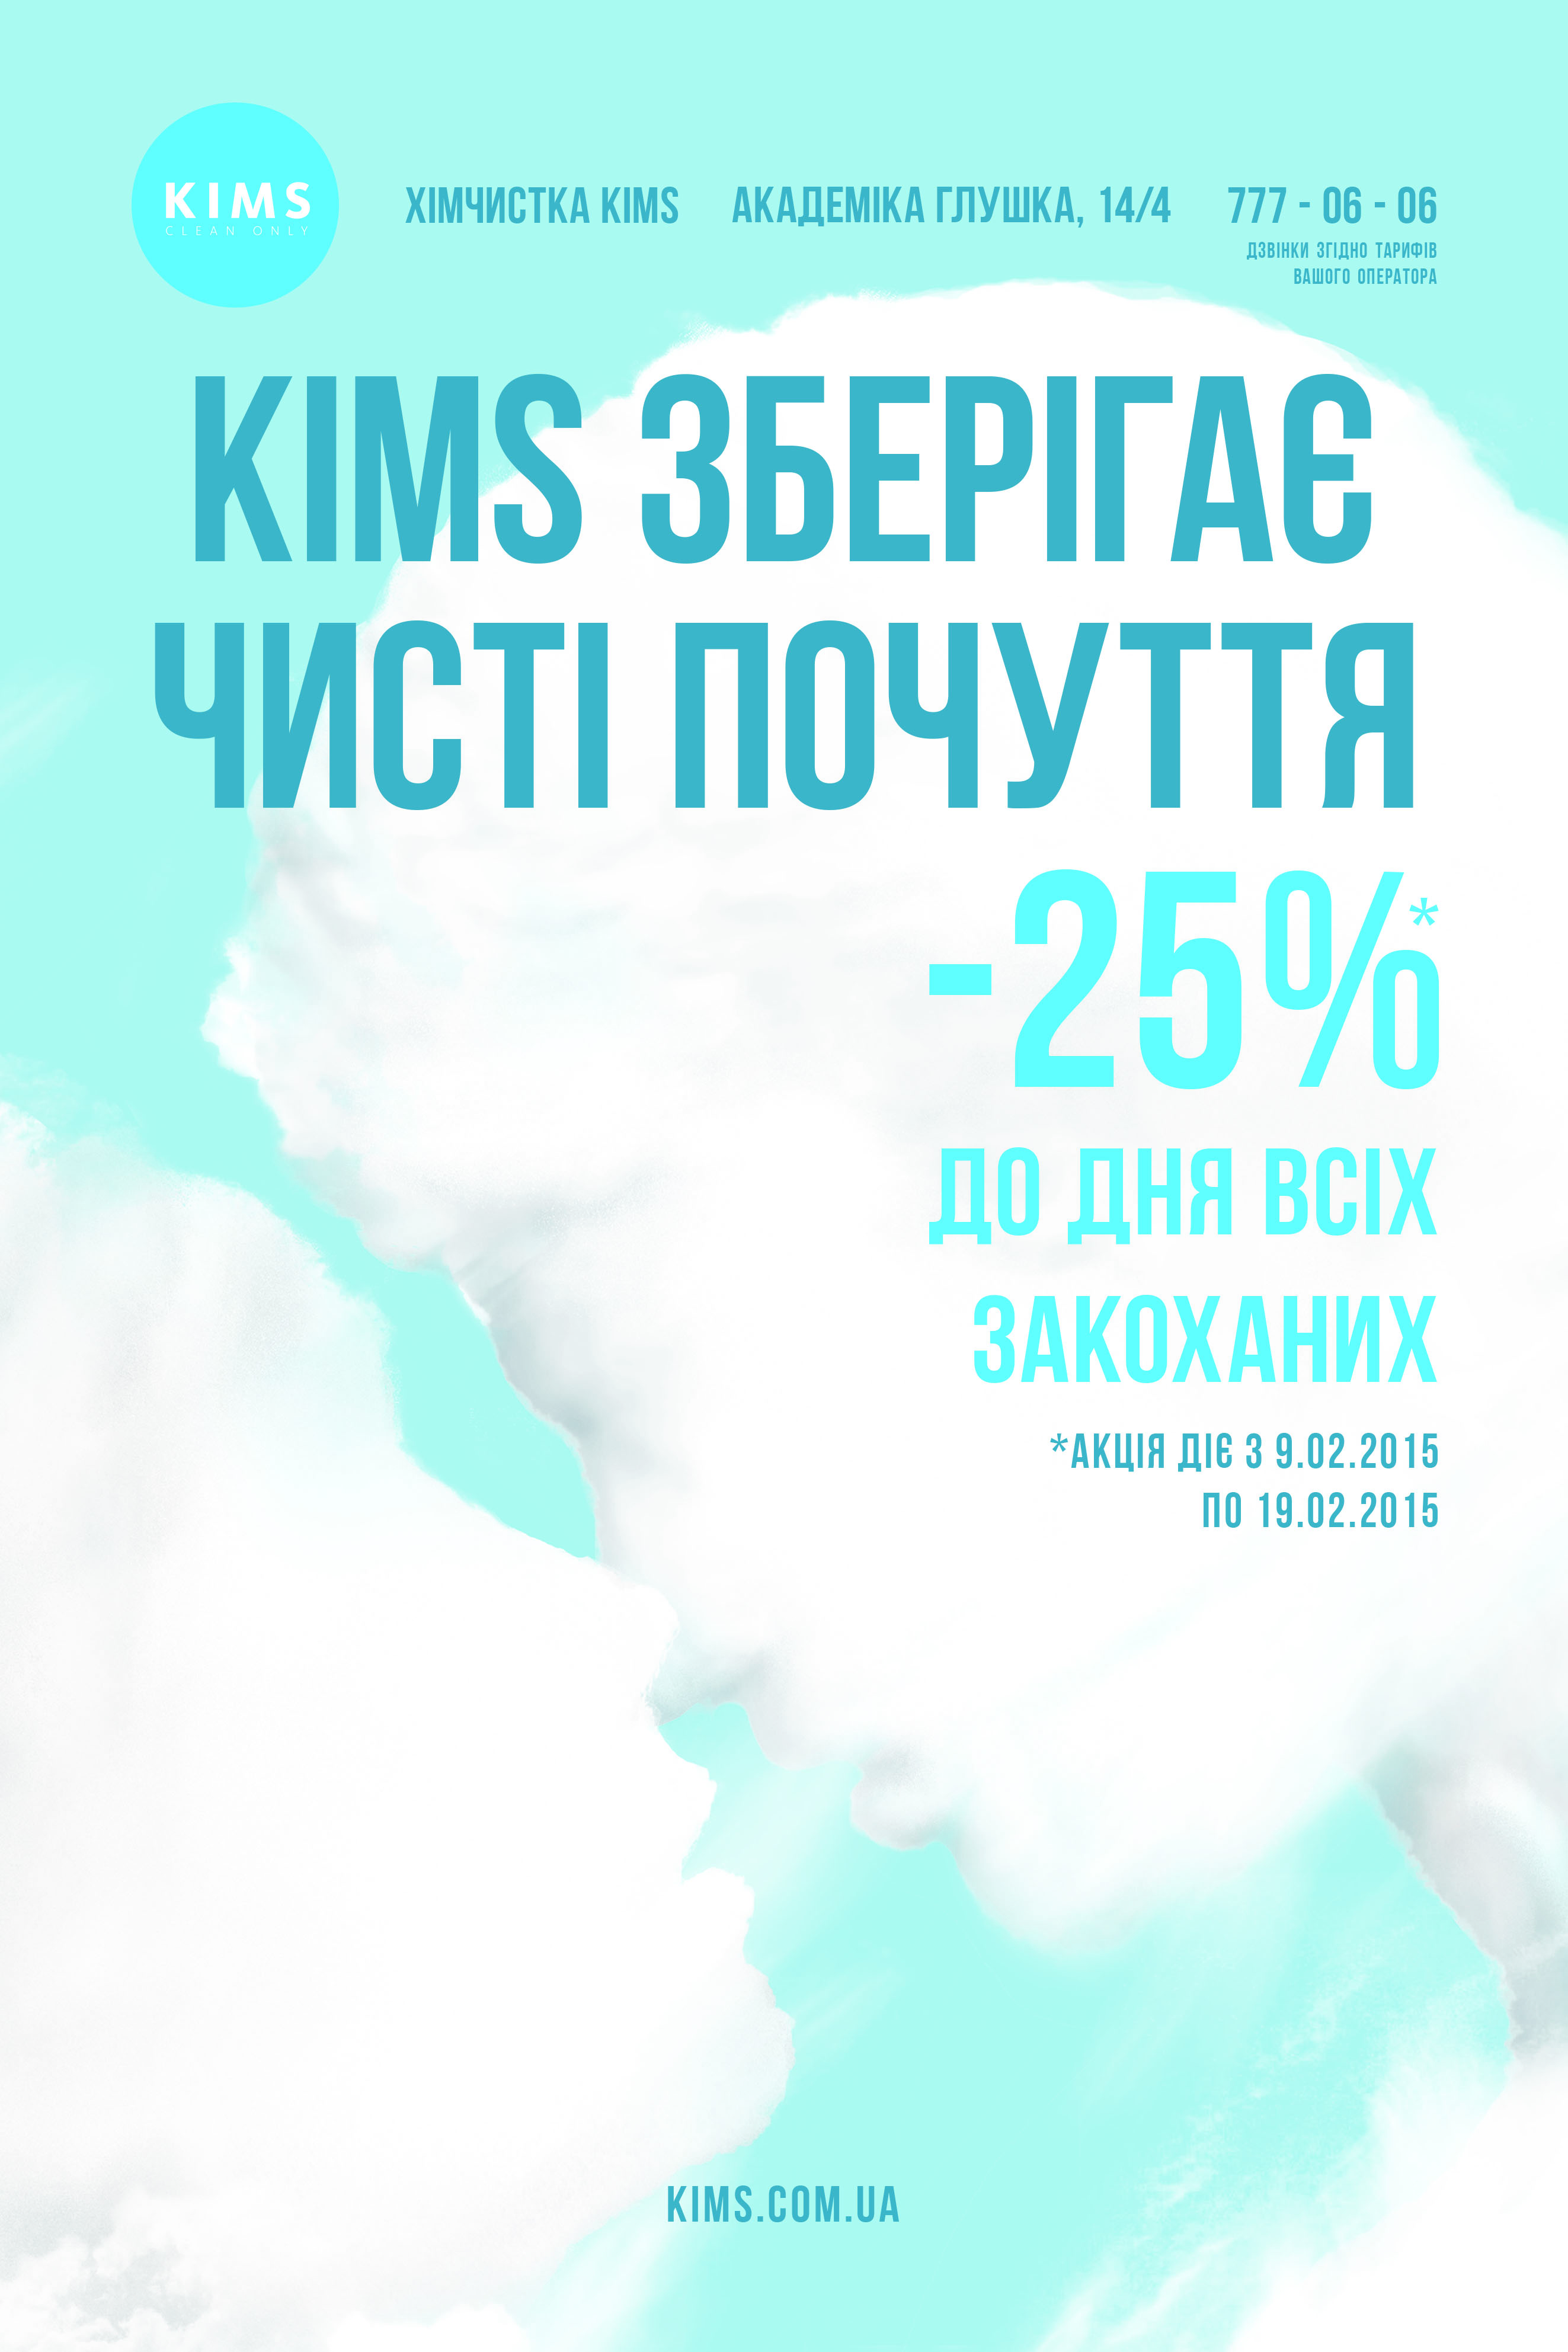 KIMS
CLEAN ONLY
ХІМЧИСТКА KIMS АКАДЕМІКА ГЛУШКА, 14/4 777 - 06 - 06
ДЗВІНКИ ЗГІДНО ТАРИФІВ
ВАШОГО ОПЕРАТОРА
KIMS ЗБЕРІГАЄ
ЧИСТІ ПОЧУТТЯ
-25%*
ДО ДНЯ ВСІХ
ЗАКОХАНИХ
*АКЦІЯ ДІЄ З 9.02.2015
ПО 19.02.2015
KIMS.COM.UA